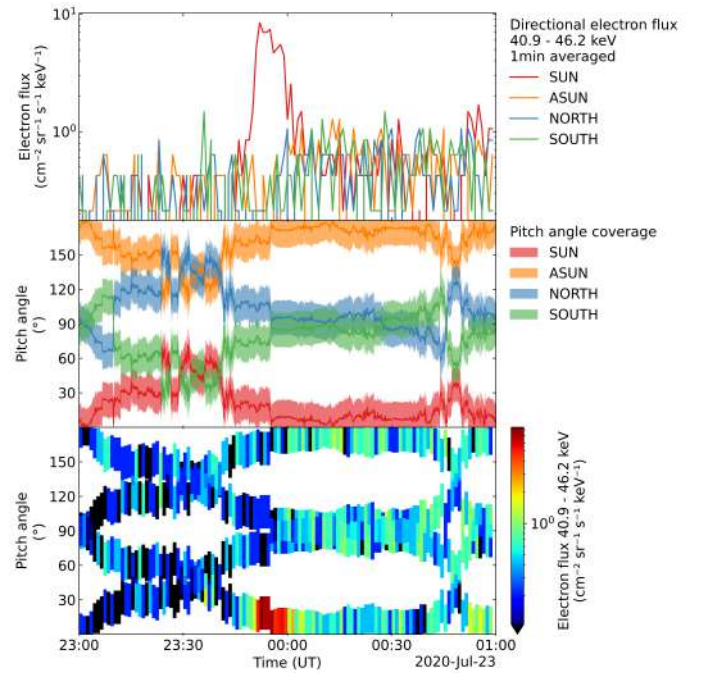 10¹
Directional electron flux
40.9 - 46.2 keV
1min averaged
SUN
ASUN
NORTH
SOUTH
Electron flux
(cm⁻² sr⁻¹ s⁻¹ keV⁻¹)
10⁰
Pitch angle coverage
SUN
ASUN
NORTH
SOUTH
Pitch angle
(°)
150
120
90
60
30
Pitch angle
(°)
150
120
90
60
30
10⁰
Electron flux 40.9 - 46.2 keV
(cm⁻² sr⁻¹ s⁻¹ keV⁻¹)
23:00
23:30
00:00
00:30
01:00
Time (UT)
2020-Jul-23